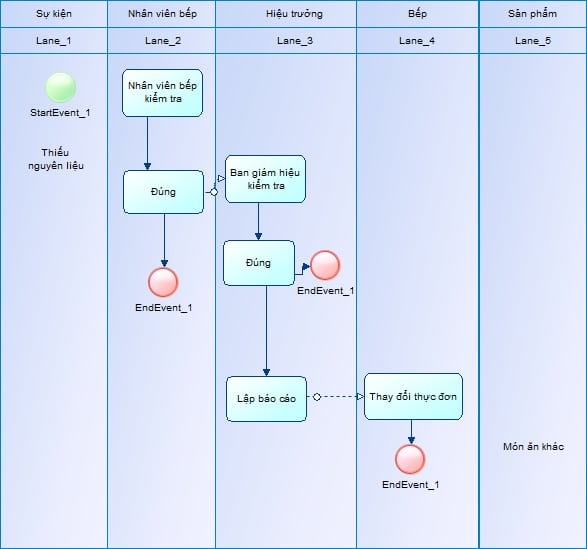 Sự kiện
Nhân viên bếp
Hiệu trưởng
Bếp
Sản phẩm
Lane_1
Lane_2
Lane_3
Lane_4
Lane_5
StartEvent_1
Thiếu
nguyên liệu
Nhân viên bếp
kiểm tra
Đúng
EndEvent_1
Ban giám hiệu
kiểm tra
Đúng
EndEvent_1
Lập báo cáo
Thay đổi thực đơn
EndEvent_1
Món ăn khác